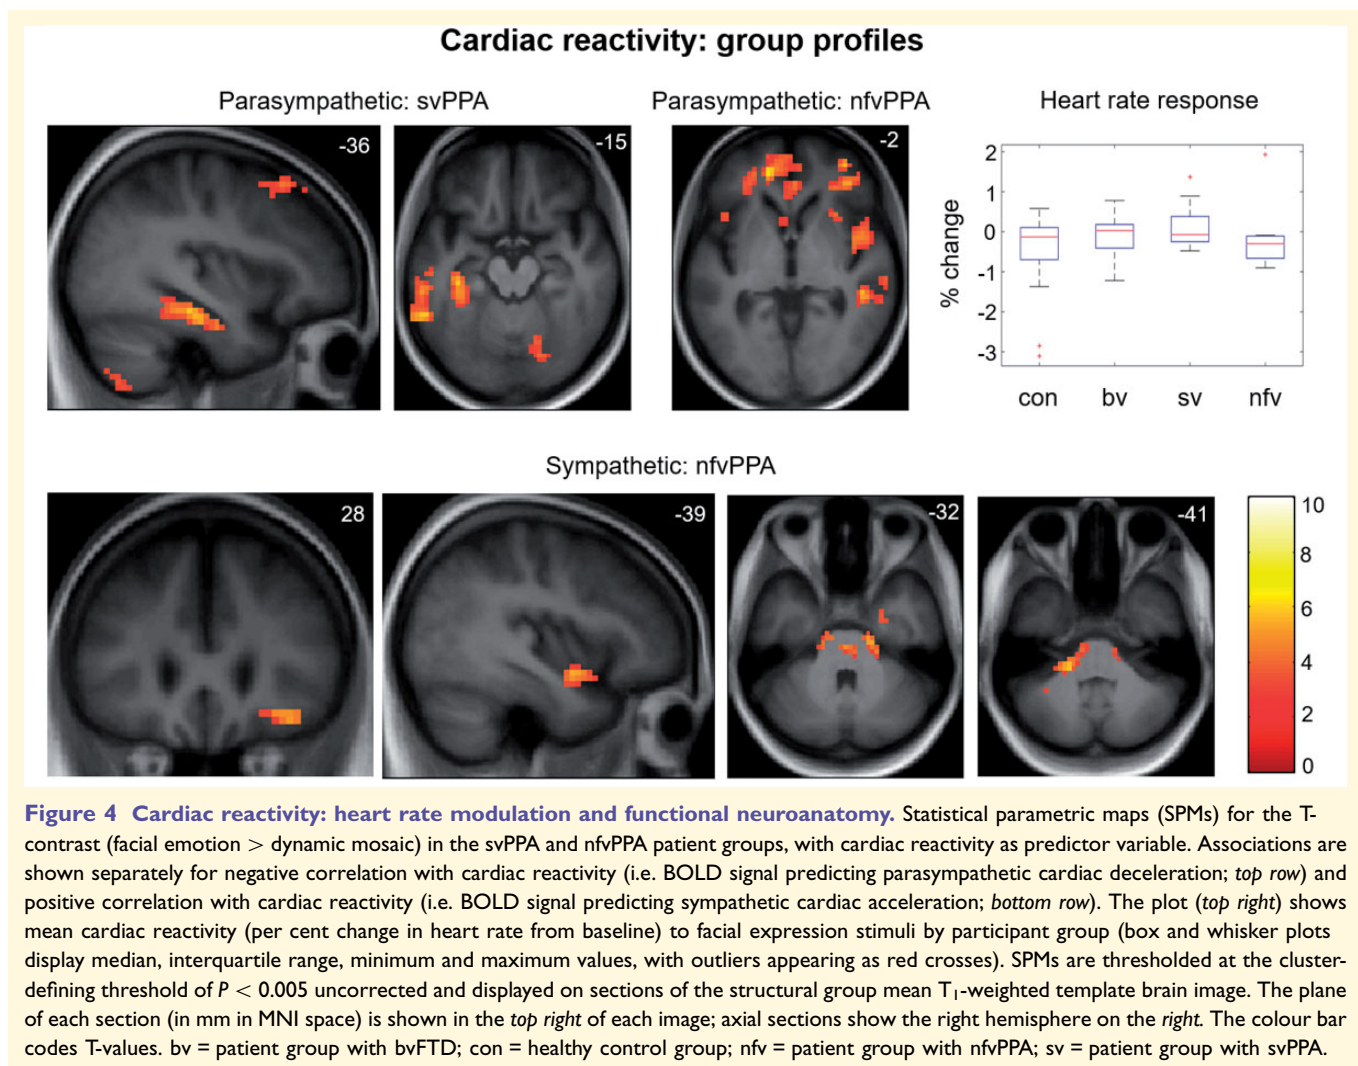 Cardiac reactivity: group profiles
Parasympathetic: svPPA
Parasympathetic: nfvPPA
Heart rate response
-36
-15
-2
% change
2
1
0
-1
-2
-3
con bv sv nfv
Sympathetic: nfvPPA
28
-39
-32
-41
10
8
6
4
2
0
Figure 4 Cardiac reactivity: heart rate modulation and functional neuroanatomy. Statistical parametric maps (SPMs) for the T-
contrast (facial emotion > dynamic mosaic) in the svPPA and nfvPPA patient groups, with cardiac reactivity as predictor variable. Associations are
shown separately for negative correlation with cardiac reactivity (i.e. BOLD signal predicting parasympathetic cardiac deceleration; top row) and
positive correlation with cardiac reactivity (i.e. BOLD signal predicting sympathetic cardiac acceleration; bottom row). The plot (top right) shows
mean cardiac reactivity (per cent change in heart rate from baseline) to facial expression stimuli by participant group (box and whisker plots
display median, interquartile range, minimum and maximum values, with outliers appearing as red crosses). SPMs are thresholded at the cluster-
defining threshold of P < 0.005 uncorrected and displayed on sections of the structural group mean T₁-weighted template brain image. The plane
of each section (in mm in MNI space) is shown in the top right of each image; axial sections show the right hemisphere on the right. The colour bar
codes T-values. bv = patient group with bvFTD; con = healthy control group; nfv = patient group with nfvPPA; sv = patient group with svPPA.